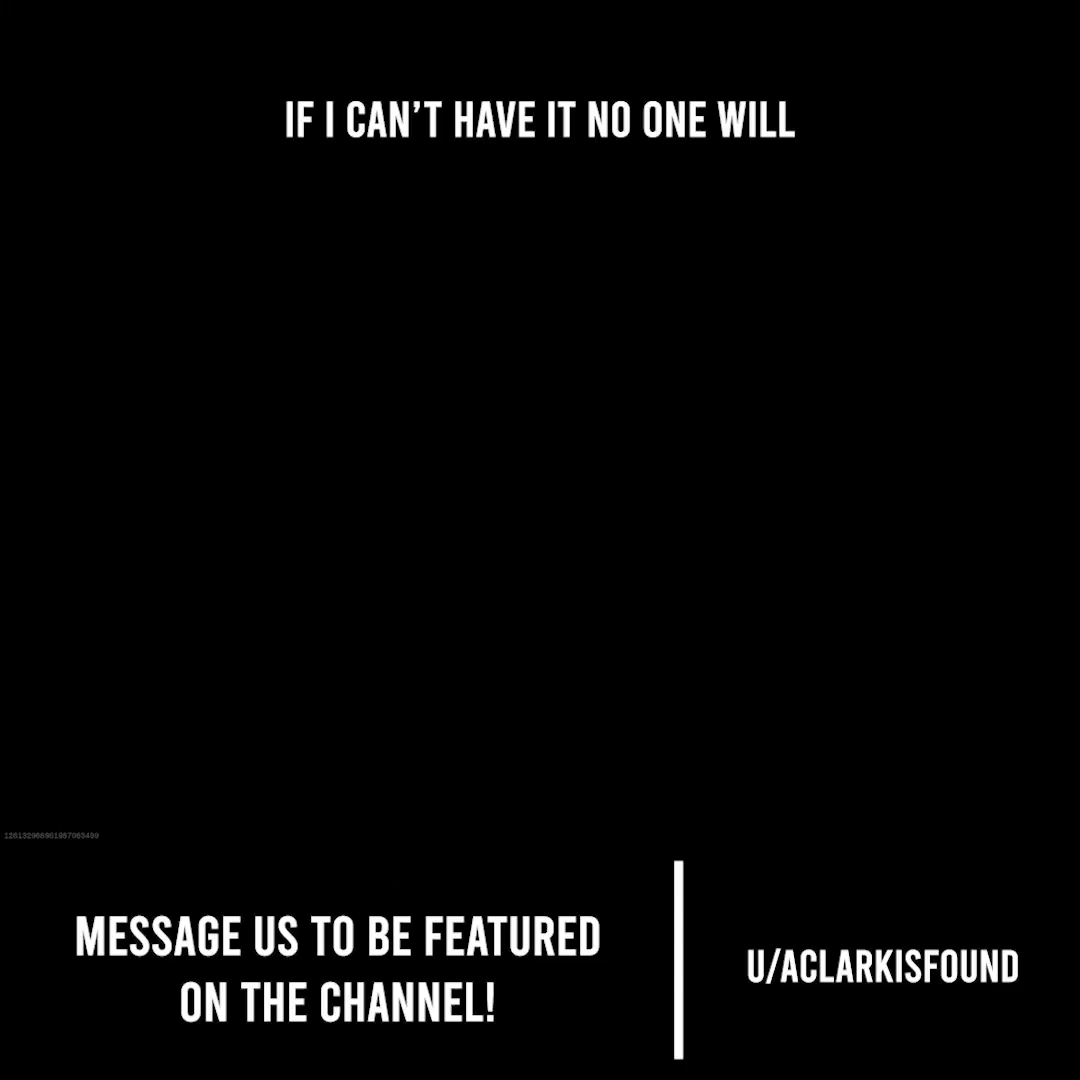 IF I CAN’T HAVE IT NO ONE WILL
MESSAGE US TO BE FEATURED
ON THE CHANNEL!
U/ACLARKISFOUND